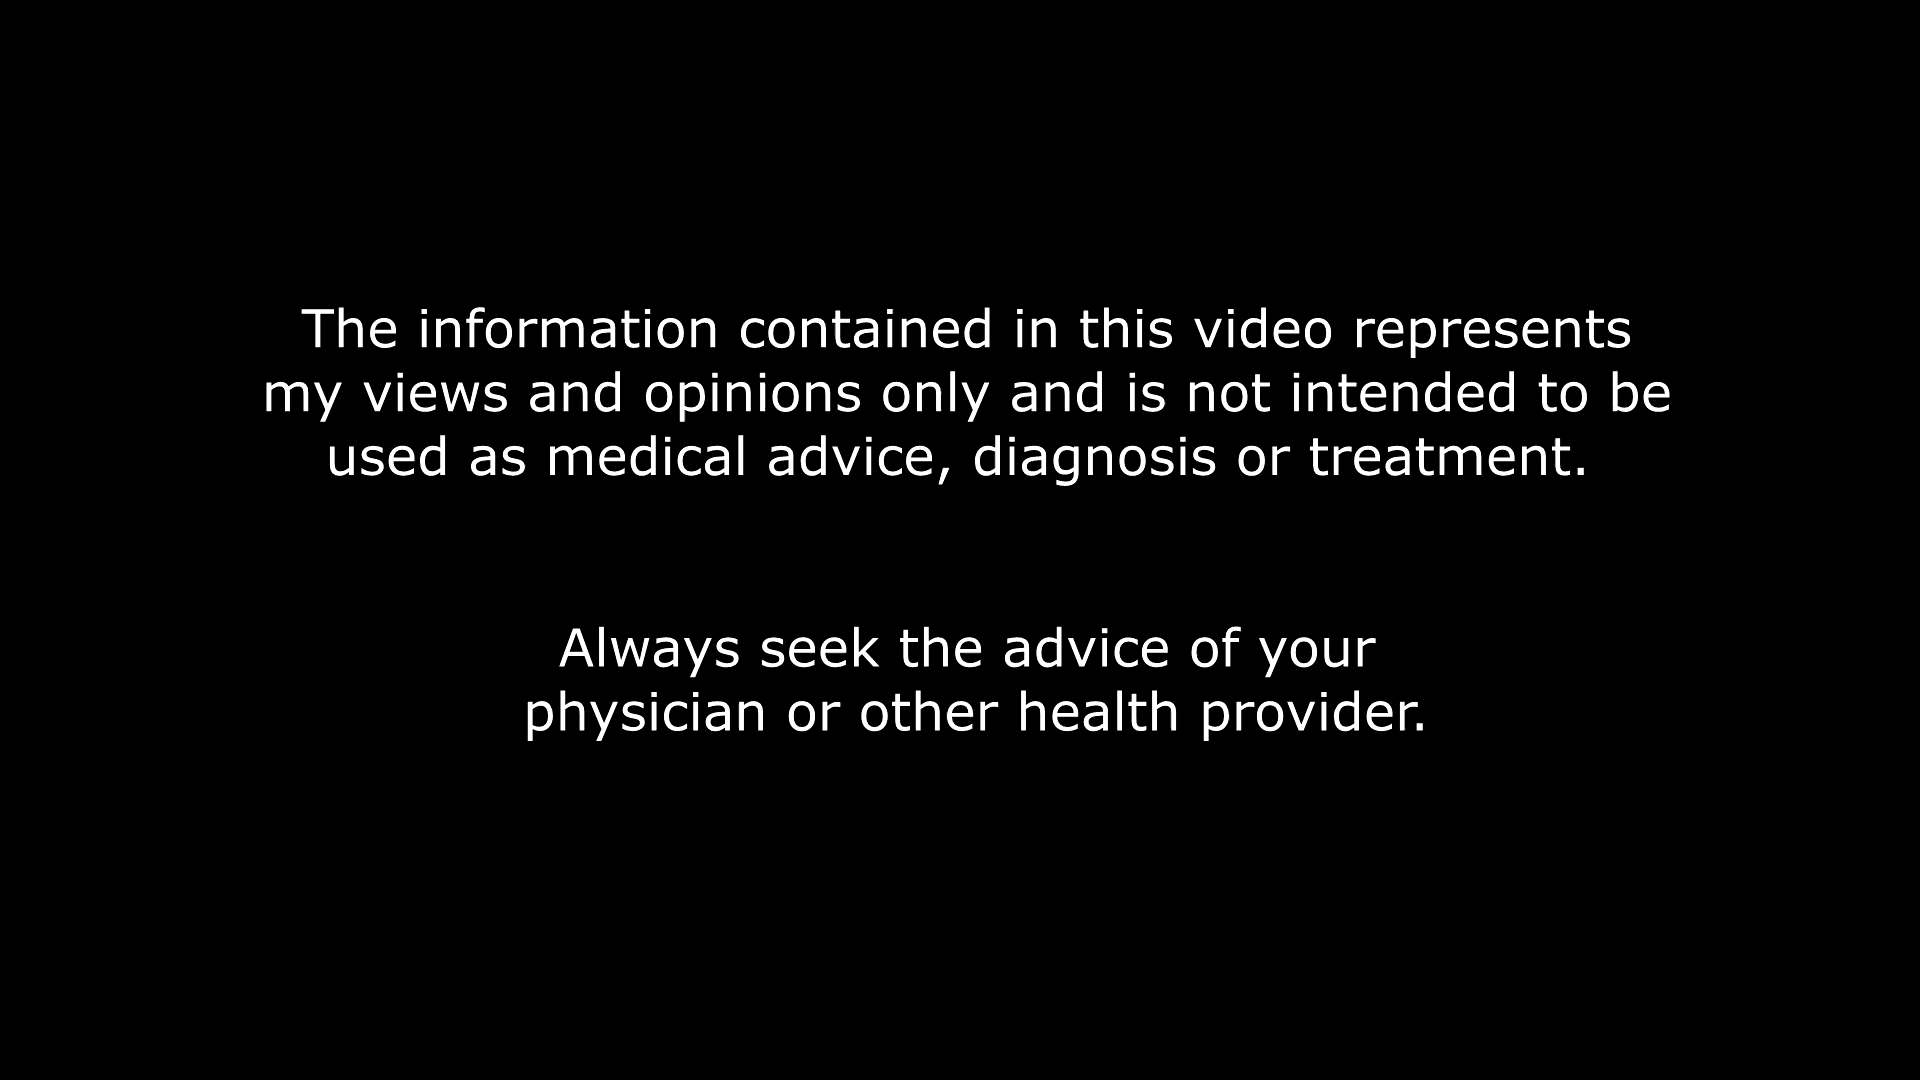 The information contained in this video represents
my views and opinions only and is not intended to be
used as medical advice, diagnosis or treatment.
Always seek the advice of your
physician or other health provider.